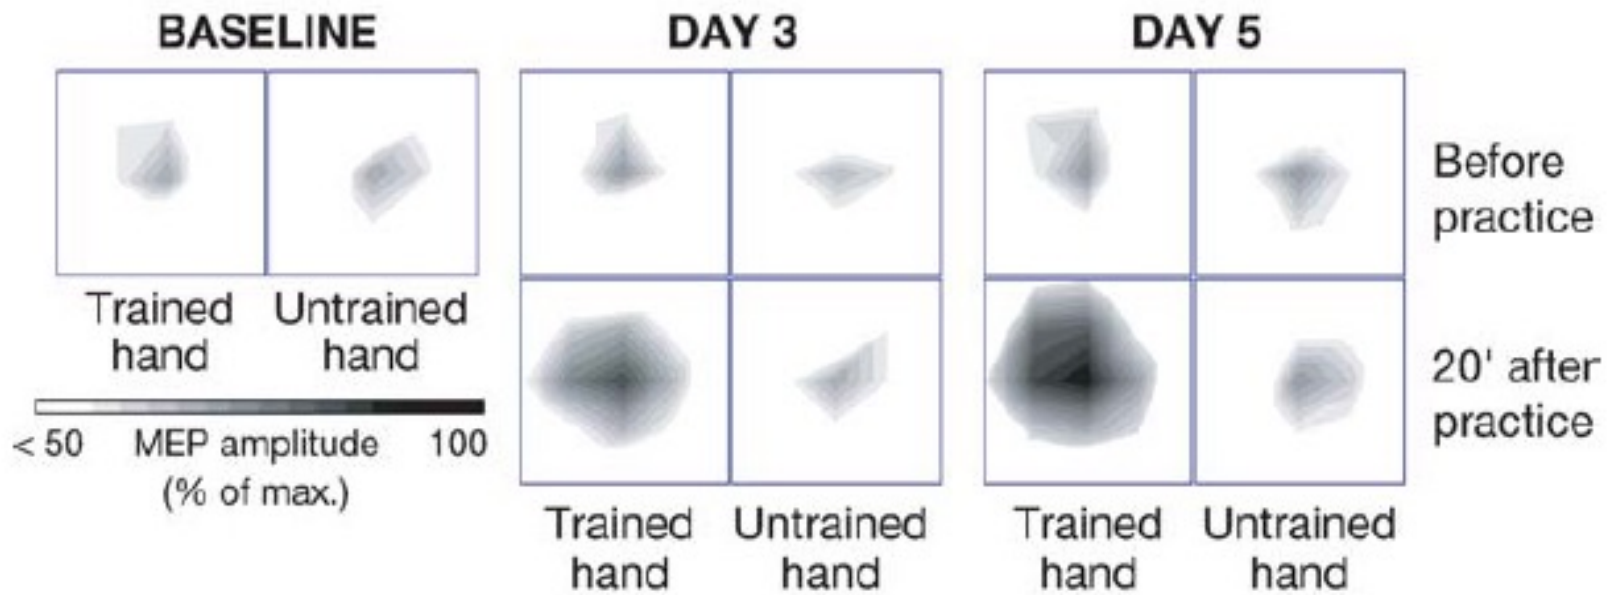 BASELINE
DAY 3
DAY 5
Before
practice
Trained
hand
Untrained
hand
< 50 MEP amplitude 100
(% of max.)
20' after
practice
Trained
hand
Untrained
hand
Trained
hand
Untrained
hand